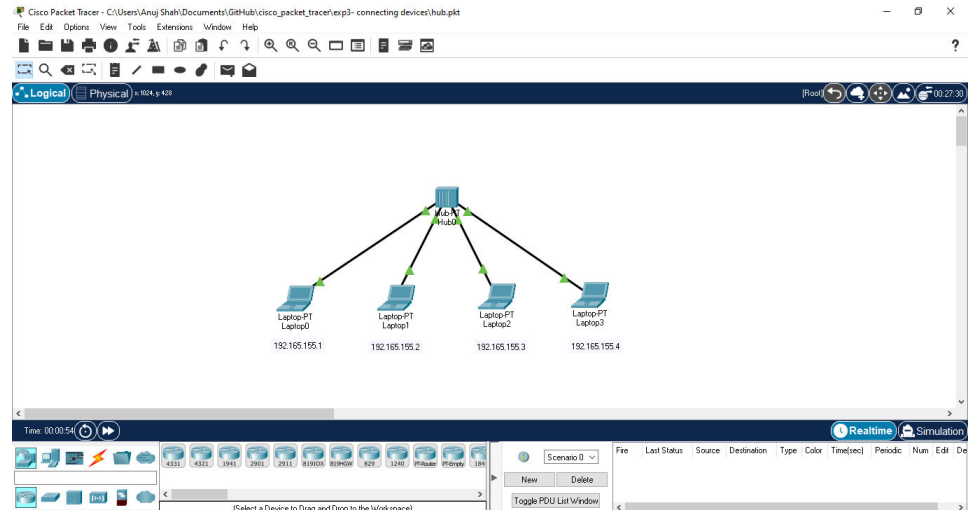 Cisco Packet Tracer - C:\Users\Anuj Shah\Documents\GitHub\cisco_packet_tracer\exp3- connecting devices\hub.pkt
File Edit Options View Tools Extensions Window Help
?
Logical Physical x: 1024, y: 428 [Root] 00:27:30
Hub-PT
Hub0
Laptop-PT
Laptop0
Laptop-PT
Laptop1
Laptop-PT
Laptop2
Laptop-PT
Laptop3
192.165.155.1
192.165.155.2
192.165.155.3
192.165.155.4
Time: 00:00:54 Realtime Simulation
4331 4321 1941 2901 2911 819IOX 819HGW 829 1240 PT-Router PT-Empty 184
Scenario 0
Fire Last Status Source Destination Type Color Time(sec) Periodic Num Edit De
New Delete
Toggle PDU List Window
(Select a Device to Drag and Drop to the Workspace)